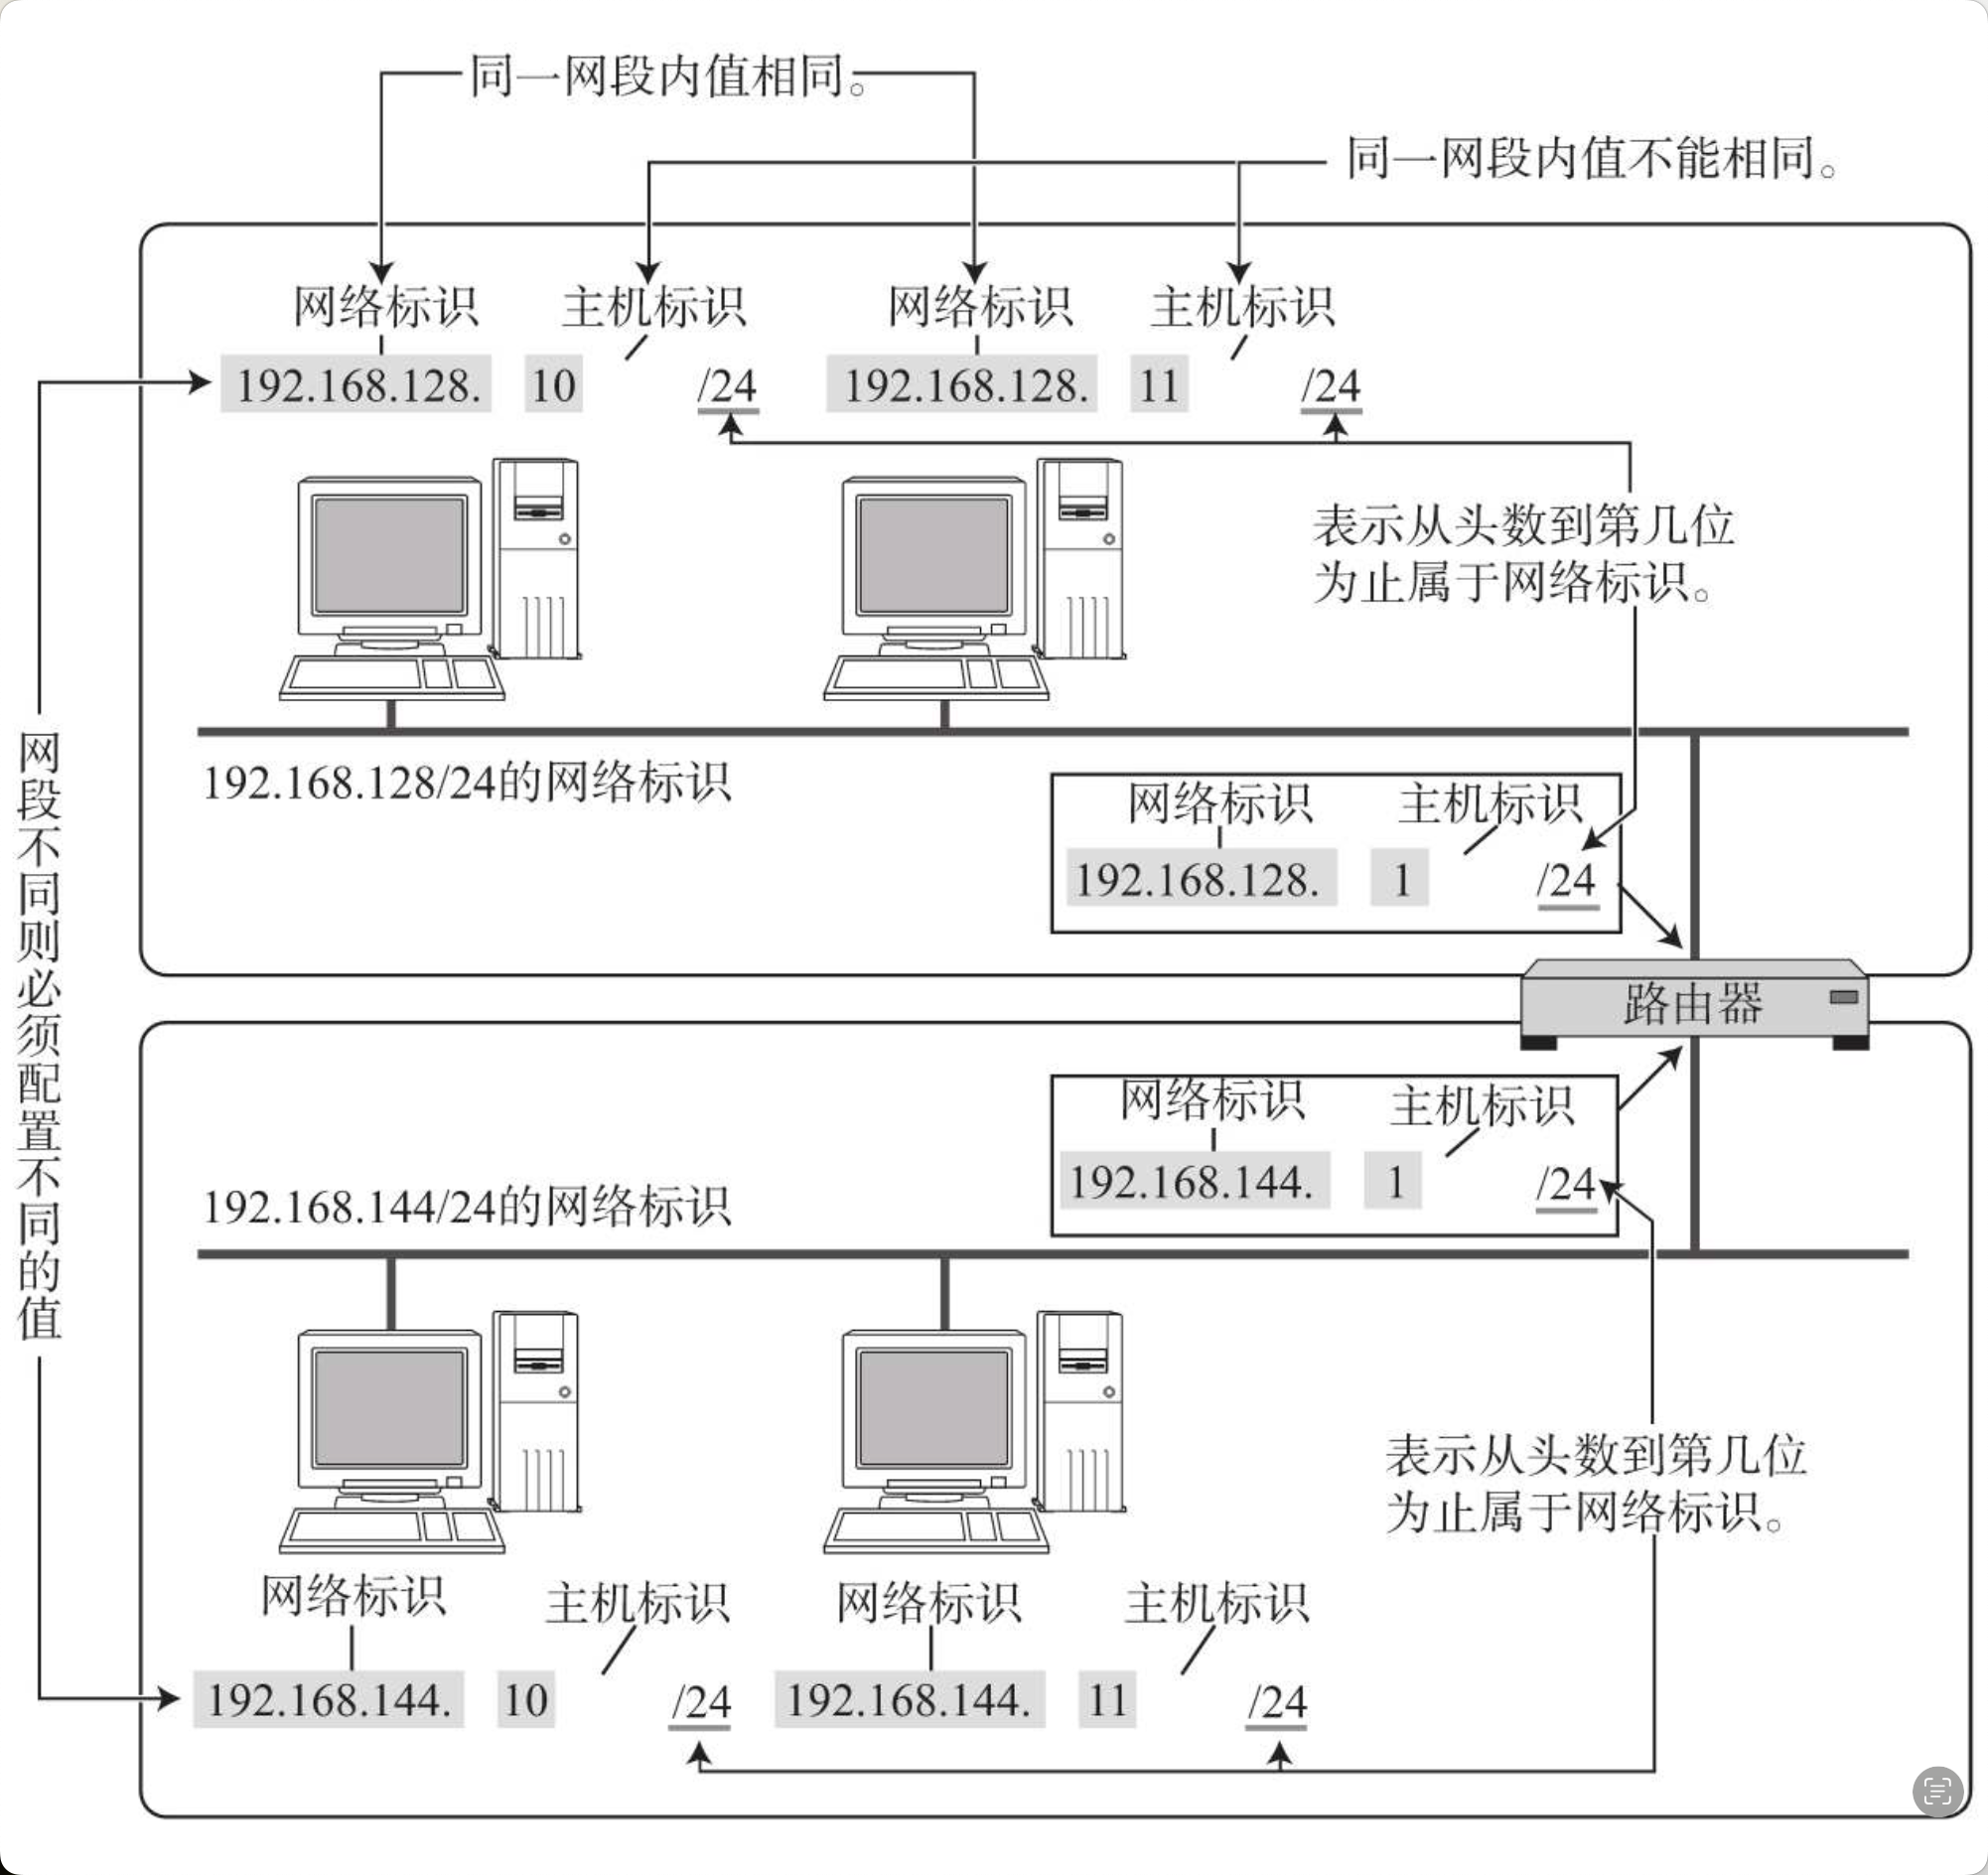 同一网段内值相同。
同一网段内值不能相同。
网络标识 主机标识 网络标识 主机标识
192.168.128. 10 /24 192.168.128. 11 /24
表示从头数到第几位
为止属于网络标识。
网段不同则必须配置不同的值
192.168.128/24的网络标识
网络标识 主机标识
192.168.128. 1 /24
路由器
网络标识 主机标识
192.168.144. 1 /24
192.168.144/24的网络标识
表示从头数到第几位
为止属于网络标识。
网络标识 主机标识 网络标识 主机标识
192.168.144. 10 /24 192.168.144. 11 /24